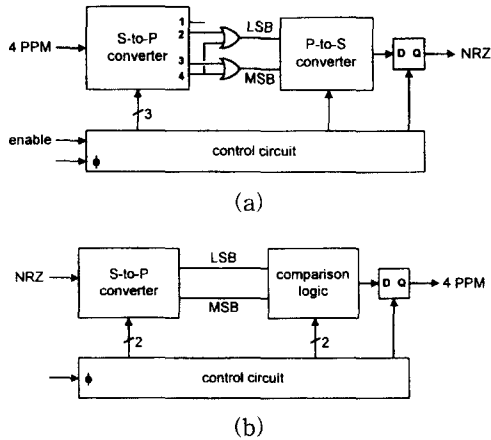 1
S-to-P
converter
2
LSB
P-to-S
converter
4 PPM
D Q
NRZ
3
4
MSB
3
enable
control circuit
ϕ
(a)
LSB
NRZ
S-to-P
converter
comparison
logic
D Q
4 PPM
MSB
2
2
ϕ
control circuit
(b)